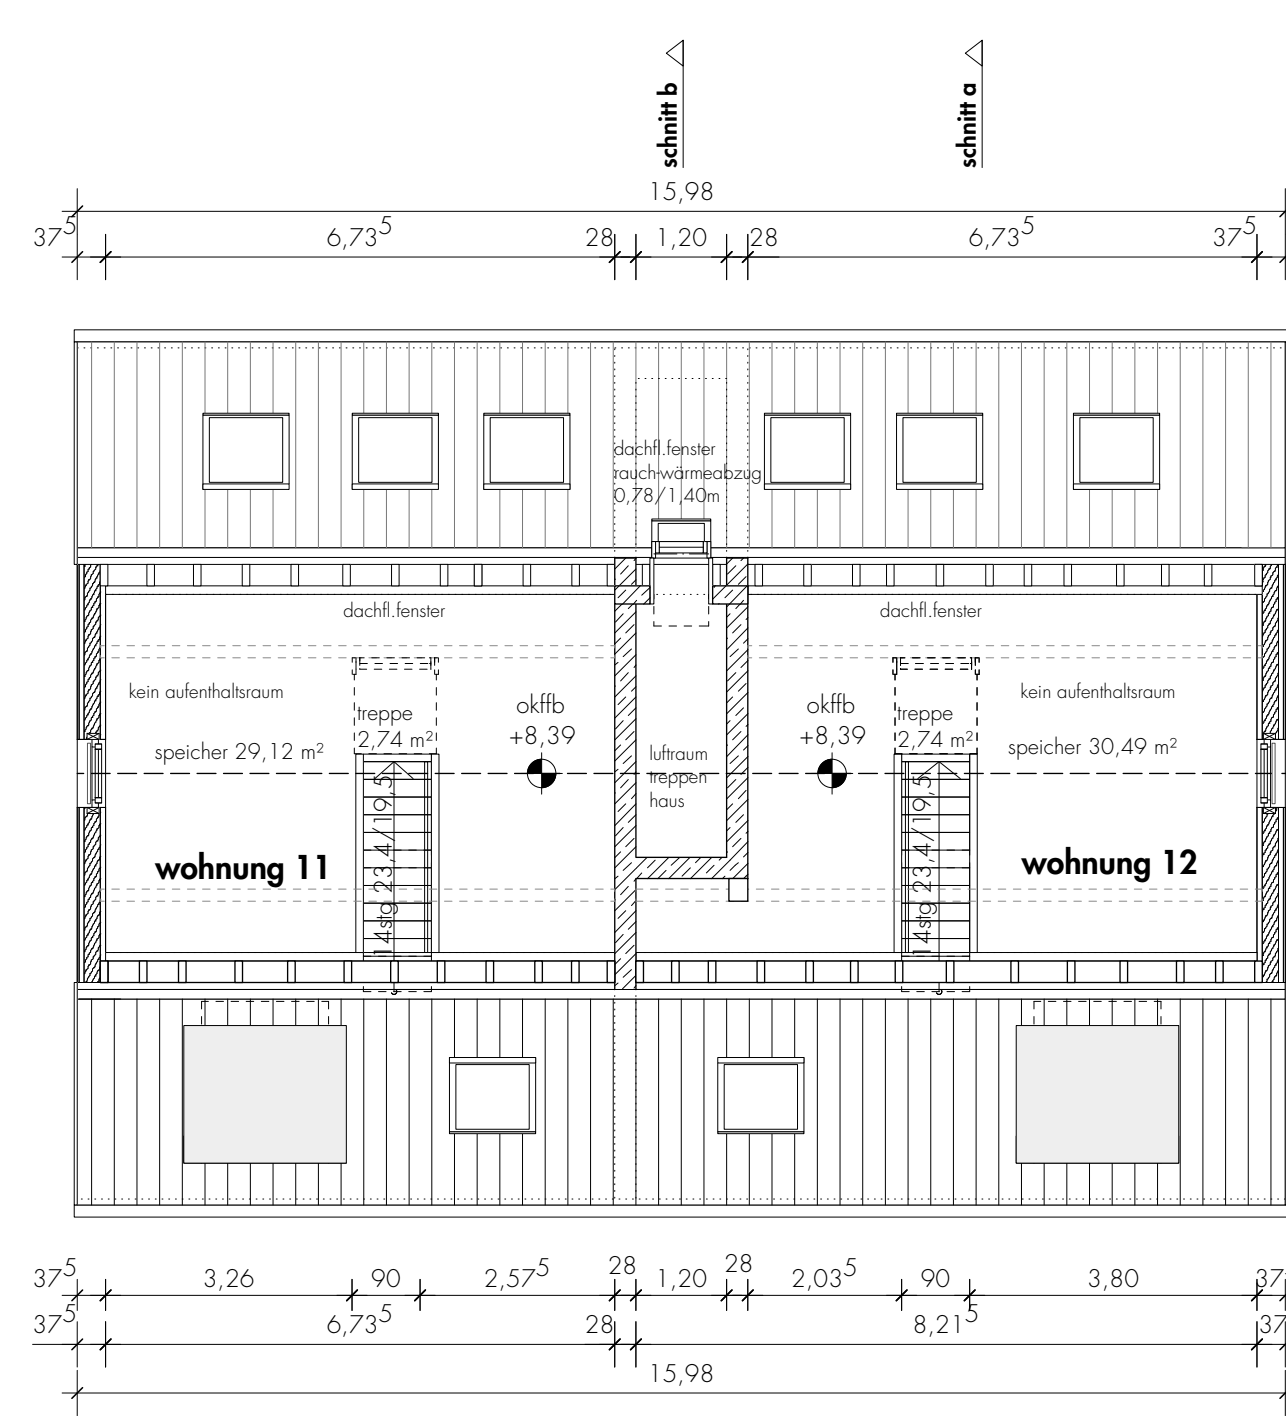 schnitt b
schnitt a
15,98
37⁵ 6,73⁵ 28 1,20 28 6,73⁵ 37⁵
dachfl.fenster
rauch-wärmeabzug
0,78/1,40m
dachfl.fenster
dachfl.fenster
kein aufenthaltsraum
kein aufenthaltsraum
treppe
2,74 m²
okffb
+8,39
okffb
+8,39
treppe
2,74 m²
speicher 29,12 m²
speicher 30,49 m²
luftraum
treppen
haus
14stg 23,4/19,5
14stg 23,4/19,5
wohnung 11
wohnung 12
37⁵ 3,26 90 2,57⁵ 28 1,20 28 2,03⁵ 90 3,80 37
37⁵ 6,73⁵ 28 8,21⁵ 37
15,98